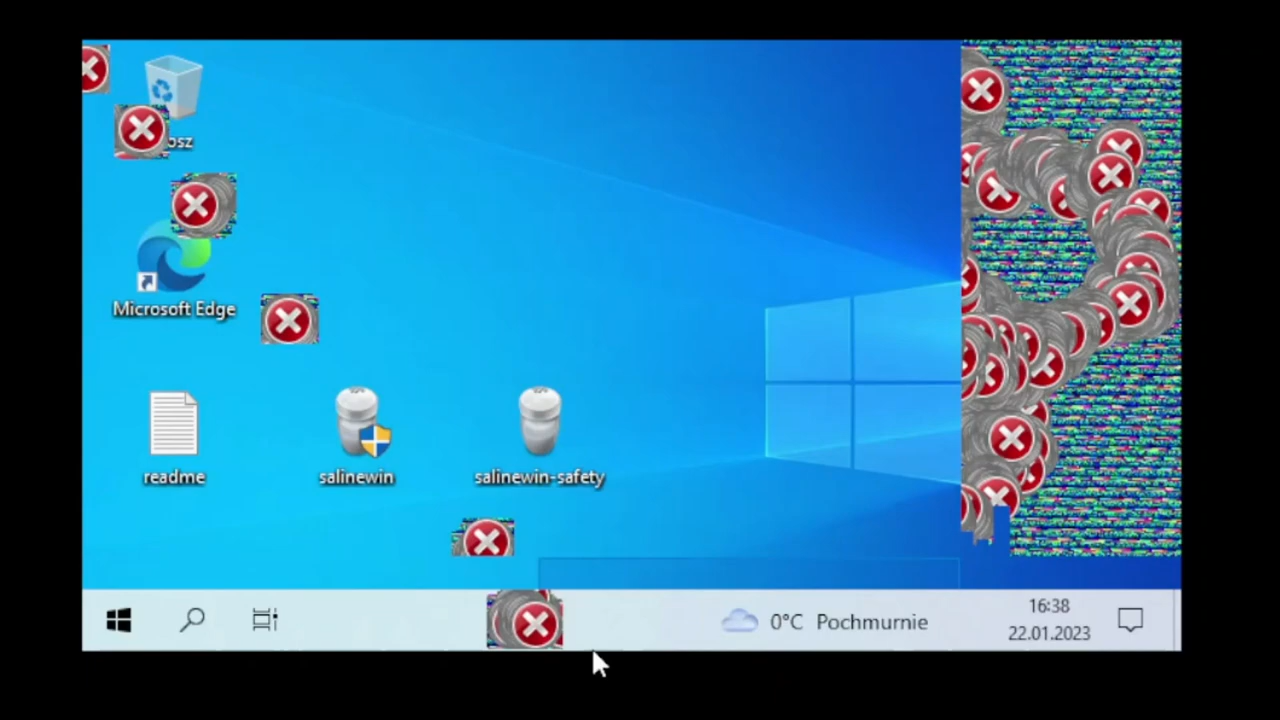 osz
Microsoft Edge
readme
salinewin
salinewin-safety
0°C Pochmurnie
16:38
22.01.2023